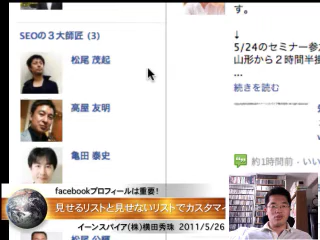 SEOの3大師匠 (3)
松尾 茂起
高屋 友明
亀田 泰史
す。
↓
5/24のセミナー参
山形から２時間半揺
...
続きを読む
約1時間前・いい
facebookプロフィールは重要！
見せるリストと見せないリストでカスタマイ
イーンスパイア(株)横田秀珠 2011/5/26